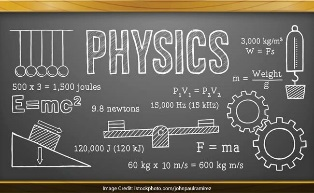 PHYSICS
3,000 kg/m³
W = Fs
500 x 3 = 1,500 joules
m = Weight
g
E=mc²
9.8 newtons
P₁V₁ = P₂V₂
15,000 Hz (15 kHz)
120,000 J (120 kJ)
F = ma
60 kg x 10 m/s = 600 kg m/s
Image Credit: istockphoto.com/johnpaulramirez